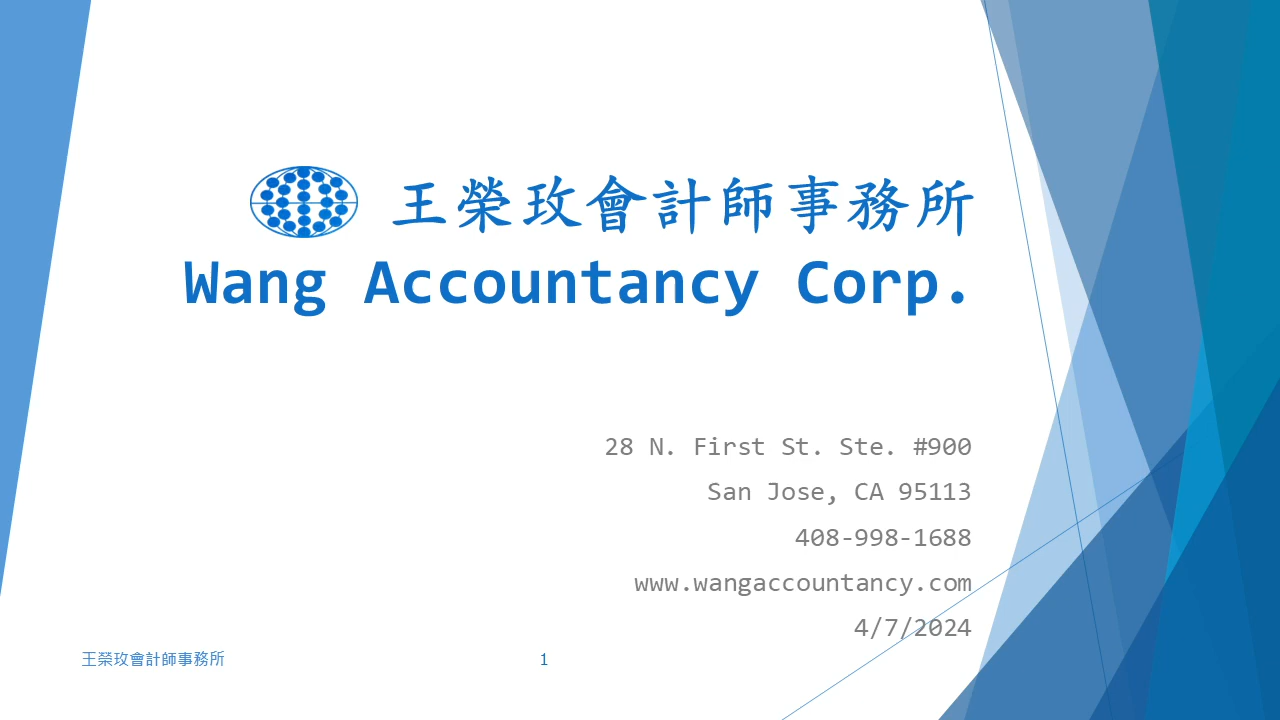 王榮玫會計師事務所
Wang Accountancy Corp.
28 N. First St. Ste. #900
San Jose, CA 95113
408-998-1688
www.wangaccountancy.com
4/7/2024
王榮玫會計師事務所
1